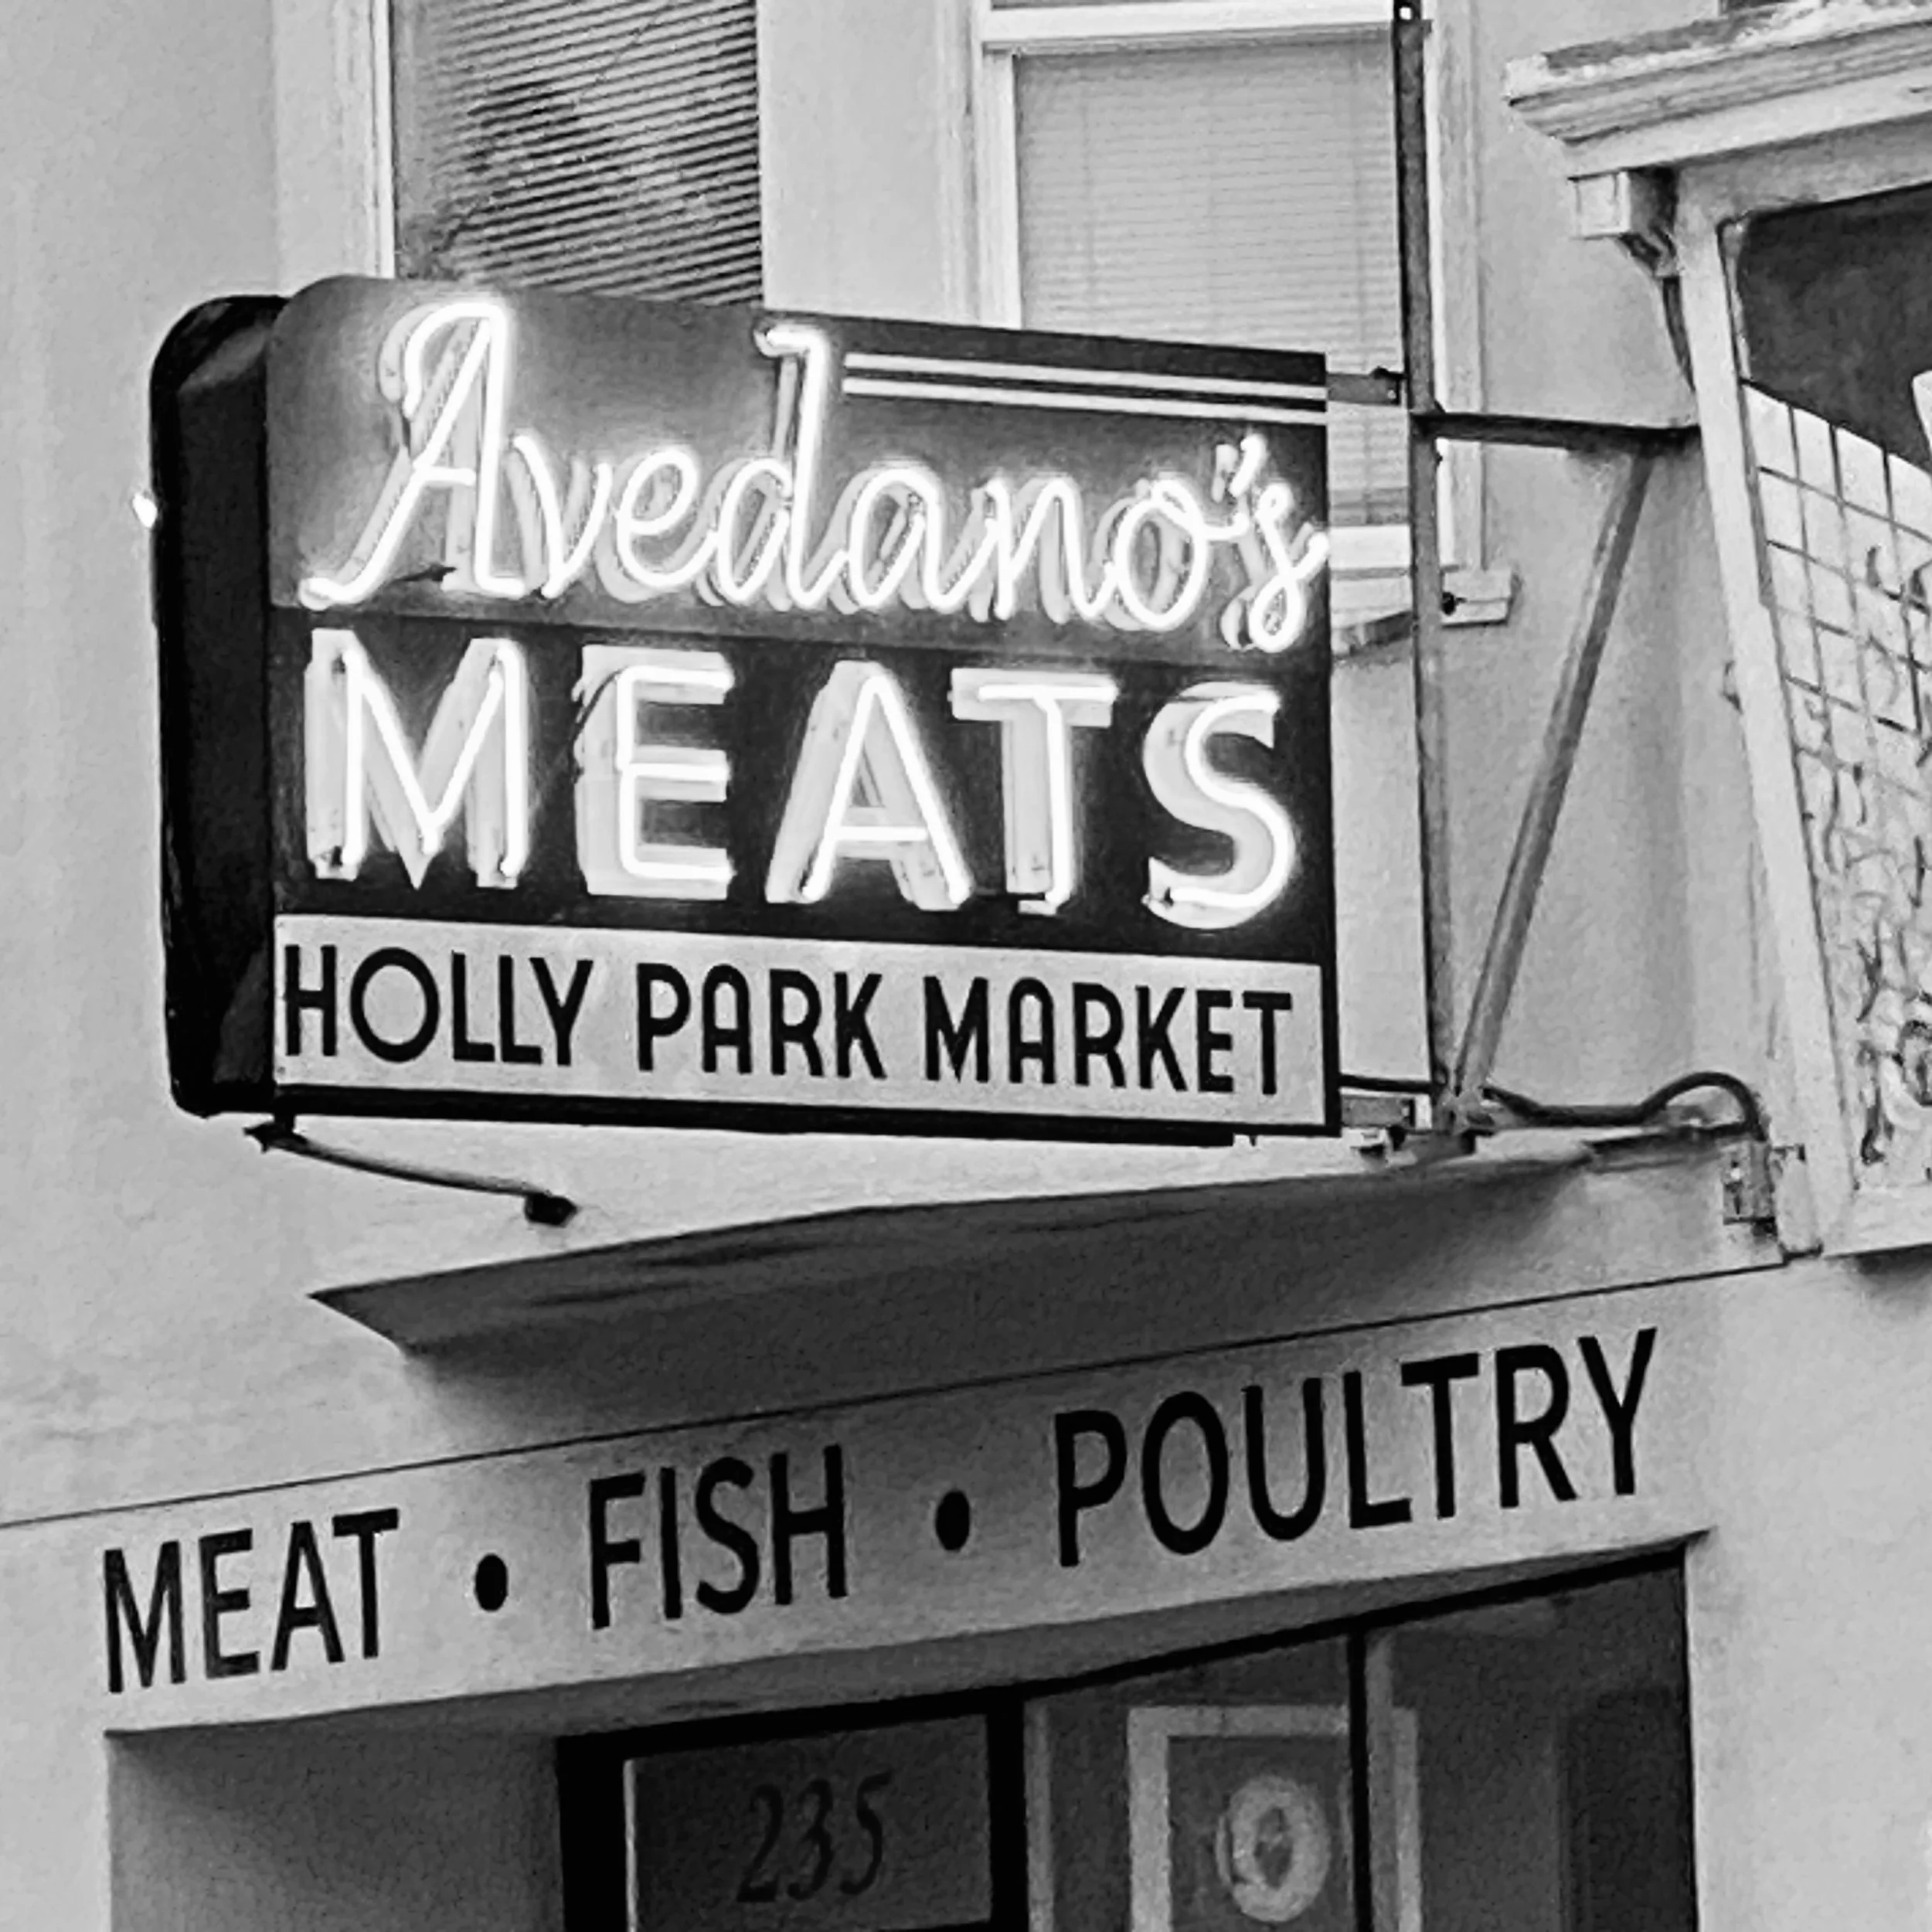 Avedano's
MEATS
HOLLY PARK MARKET
MEAT • FISH • POULTRY
235